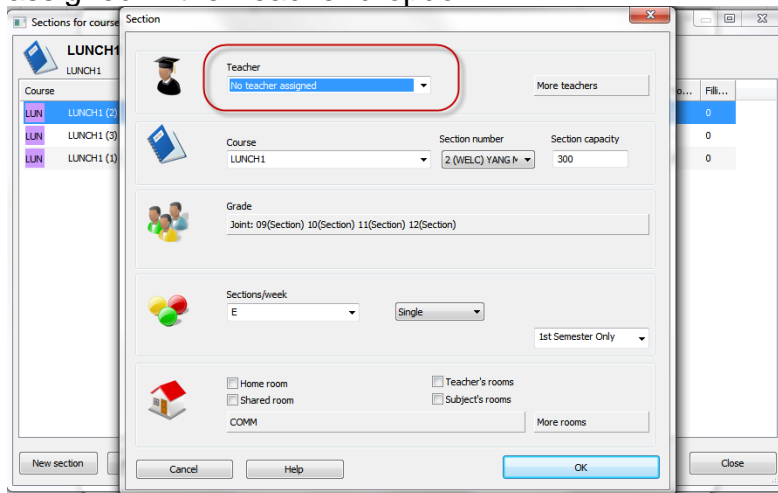 Sections for course
Section
LUNCH1
LUNCH1
Course
Filli...
LUN LUNCH1 (2) 0
LUN LUNCH1 (3) 0
LUN LUNCH1 (1) 0
Teacher
No teacher assigned
More teachers
Course
Section number
Section capacity
LUNCH1
2 (WELC) YANG
300
Grade
Joint: 09(Section) 10(Section) 11(Section) 12(Section)
Sections/week
E
Single
1st Semester Only
Home room
Teacher's rooms
Shared room
Subject's rooms
COMM
More rooms
New section
Cancel
Help
OK
Close